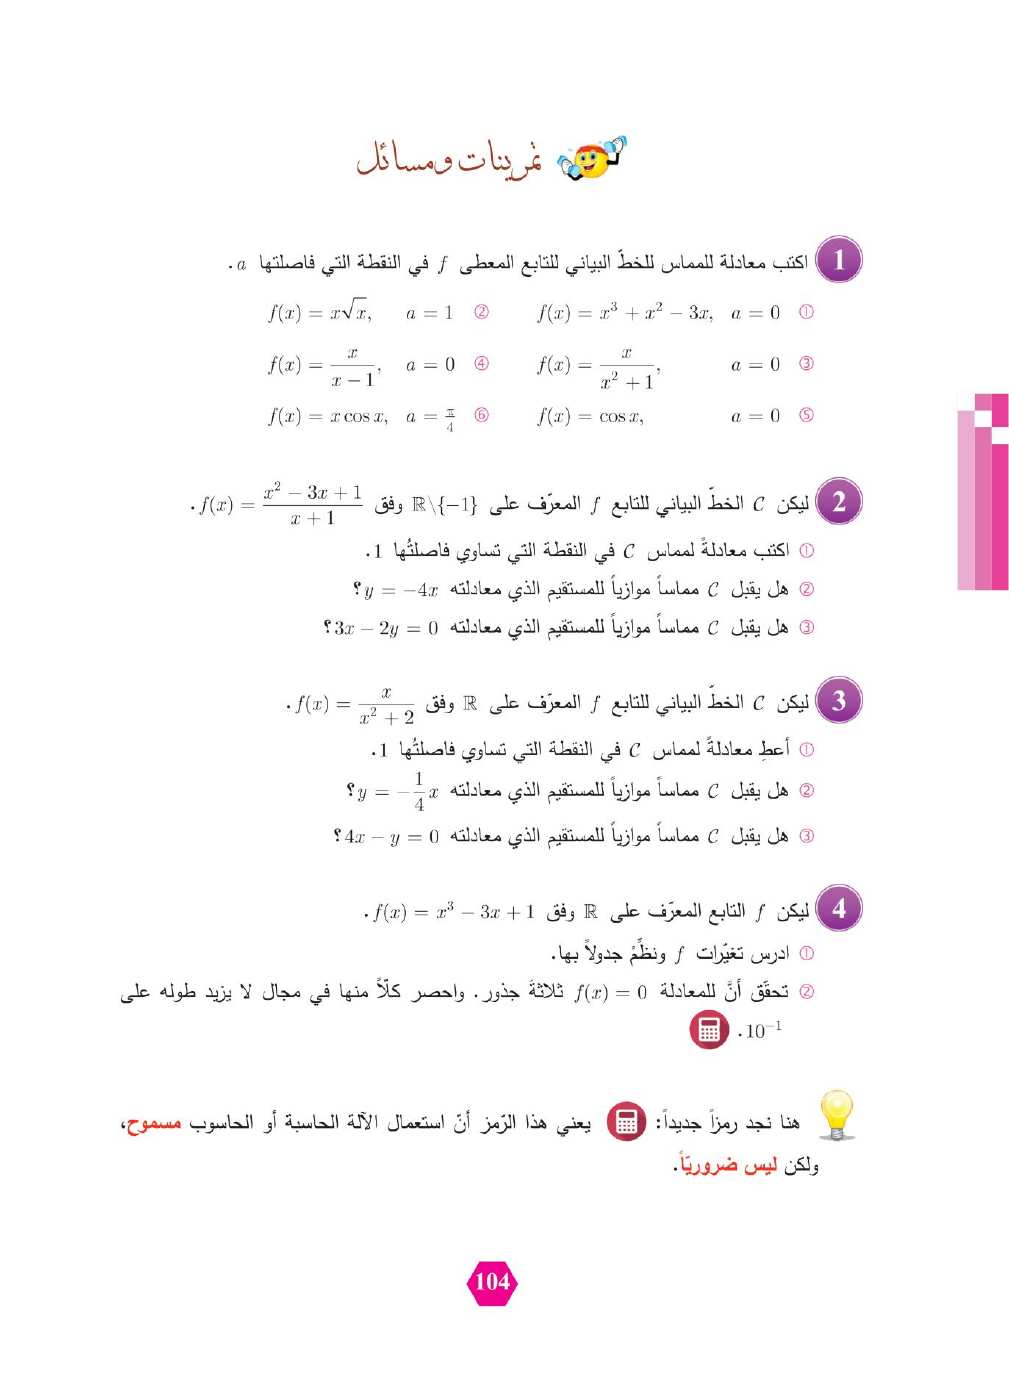 تمرينات ومسائل
1 اكتب معادلة للمماس للخطّ البياني للتابع المعطى f في النقطة التي فاصلتها a .
① f(x) = x³ + x² − 3x, a = 0 ② f(x) = x√x, a = 1
③ f(x) = x/(x² + 1), a = 0 ④ f(x) = x/(x − 1), a = 0
⑤ f(x) = cos x, a = 0 ⑥ f(x) = x cos x, a = π/4
2 ليكن C الخطّ البياني للتابع f المعرّف على ℝ\{−1} وفق f(x) = (x² − 3x + 1)/(x + 1) .
① اكتب معادلةً لمماس C في النقطة التي تساوي فاصلتُها 1.
② هل يقبل C مماساً موازياً للمستقيم الذي معادلته y = −4x؟
③ هل يقبل C مماساً موازياً للمستقيم الذي معادلته 3x − 2y = 0؟
3 ليكن C الخطّ البياني للتابع f المعرّف على ℝ وفق f(x) = x/(x² + 2) .
① أعطِ معادلةً لمماس C في النقطة التي تساوي فاصلتُها 1.
② هل يقبل C مماساً موازياً للمستقيم الذي معادلته y = −1/4 x؟
③ هل يقبل C مماساً موازياً للمستقيم الذي معادلته 4x − y = 0؟
4 ليكن f التابع المعرّف على ℝ وفق f(x) = x³ − 3x + 1 .
① ادرس تغيّرات f ونظِّمْ جدولاً بها.
② تحقّق أنَّ للمعادلة f(x) = 0 ثلاثةَ جذور. واحصر كلّاً منها في مجال لا يزيد طوله على
10⁻¹ .
هنا نجد رمزاً جديداً: يعني هذا الرّمز أنّ استعمال الآلة الحاسبة أو الحاسوب مسموح،
ولكن ليس ضروريّاً.
104